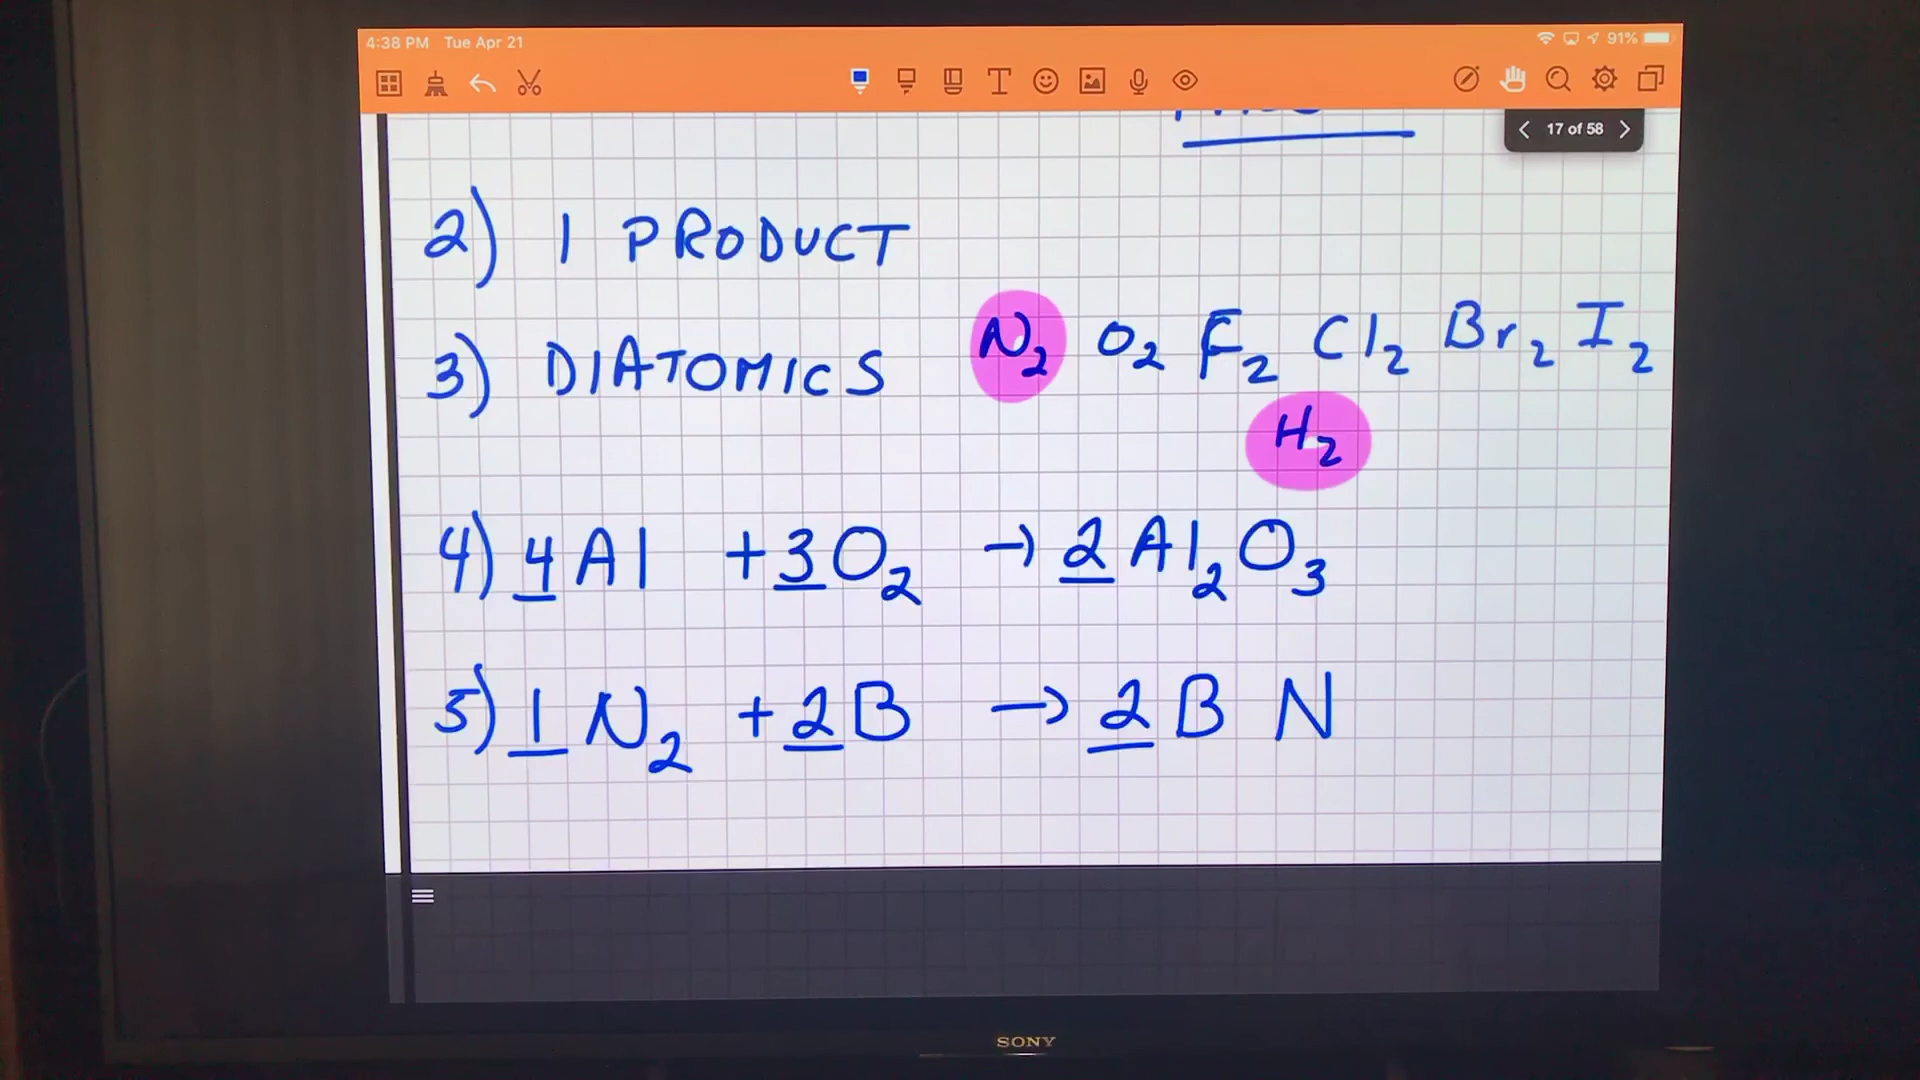 4:38 PM Tue Apr 21 91%
17 of 58
2) 1 PRODUCT
3) DIATOMICS N₂ O₂ F₂ Cl₂ Br₂ I₂
H₂
4) 4 Al + 3 O₂ → 2 Al₂O₃
5) 1 N₂ + 2 B → 2 B N
SONY